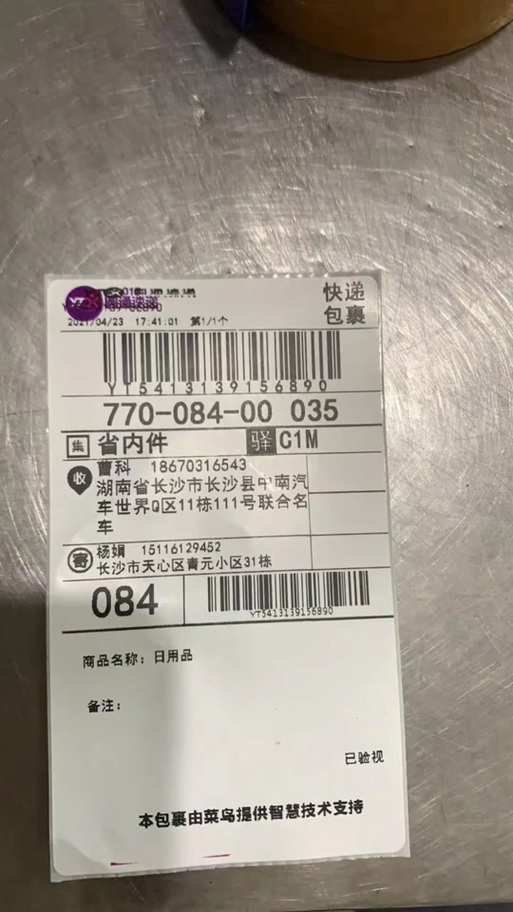 圆通速递
快递
包裹
2021/04/23 17:41:01 第1/1个
YT5413139156890
770-084-00 035
集 省内件 驿 C1M
收 曹科 18670316543
湖南省长沙市长沙县中南汽
车世界Q区11栋111号联合名
车
寄 杨娟 15116129452
长沙市天心区青元小区31栋
084
YT5413139156890
商品名称：日用品
备注：
已验视
本包裹由菜鸟提供智慧技术支持